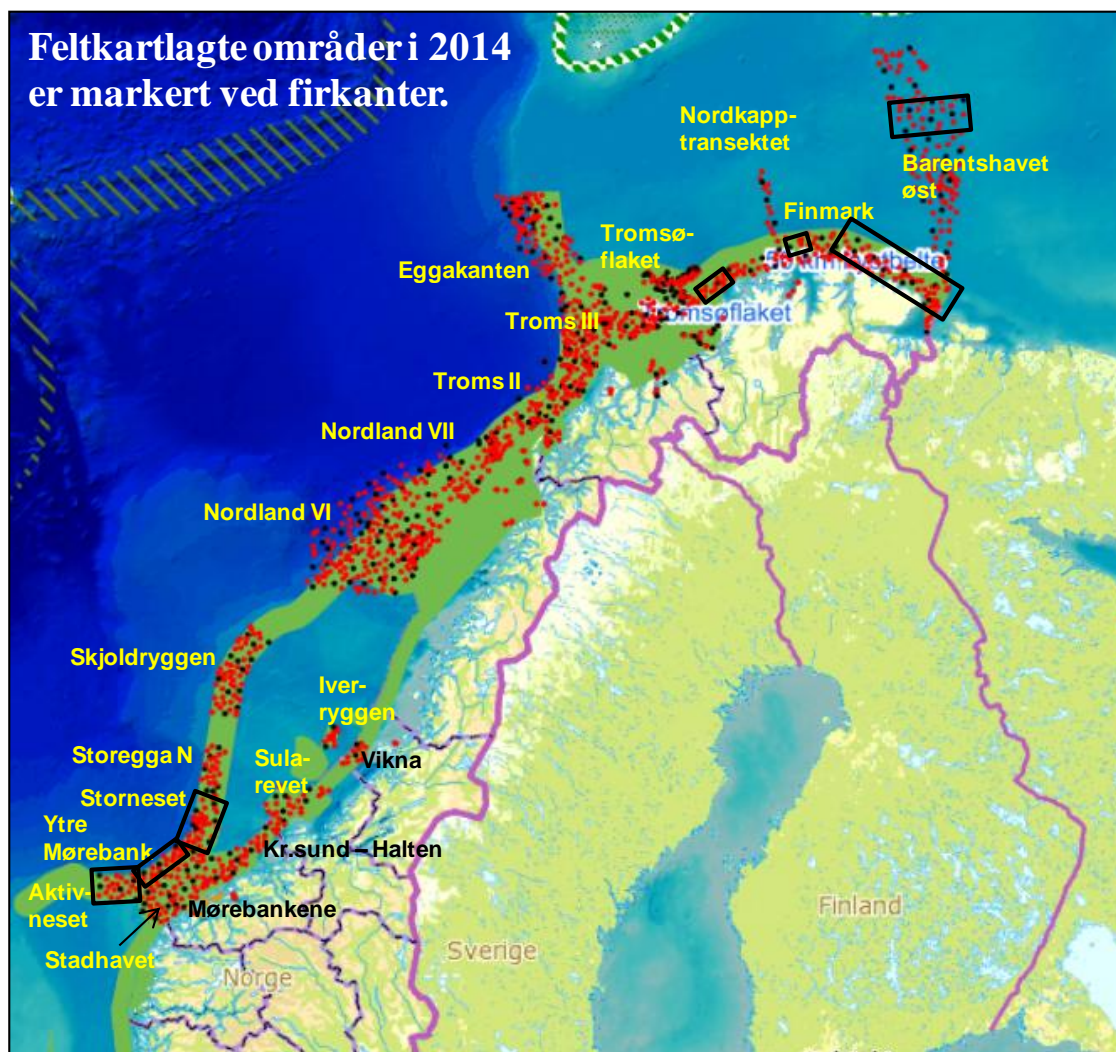 Feltkartlagte områder i 2014
er markert ved firkanter.
Nordkapp-
transektet
Barentshavet
øst
Finmark
Tromsø-
flaket
Eggakanten
Tromsøflaket
Troms III
Troms II
Nordland VII
Nordland VI
Skjoldryggen
Iver-
ryggen
Storegga N
Sula-
revet
Vikna
Storneset
Ytre
Mørebank
Kr.sund – Halten
Aktiv-
neset
Mørebankene
Stadhavet
Norge
Sverige
Finland